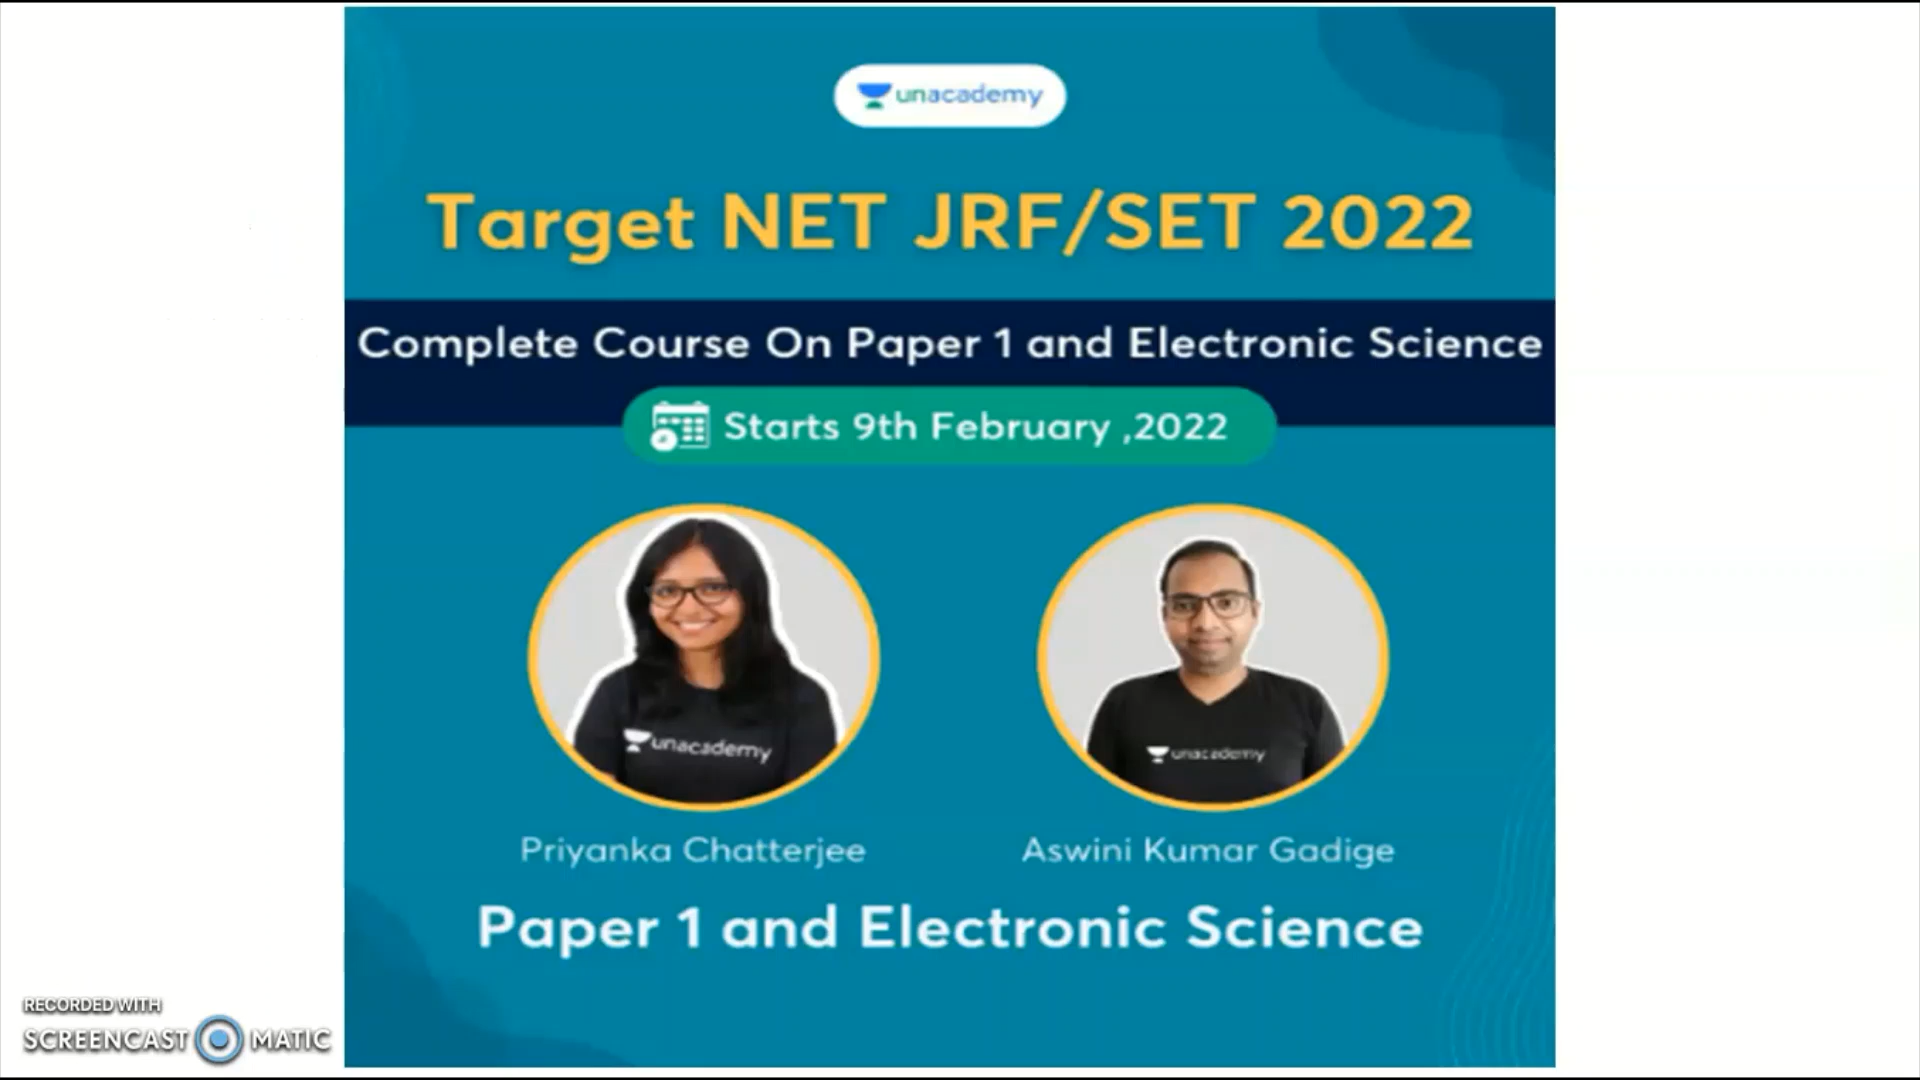 unacademy
Target NET JRF/SET 2022
Complete Course On Paper 1 and Electronic Science
Starts 9th February ,2022
unacademy
unacademy
Priyanka Chatterjee
Aswini Kumar Gadige
Paper 1 and Electronic Science
RECORDED WITH
SCREENCAST MATIC